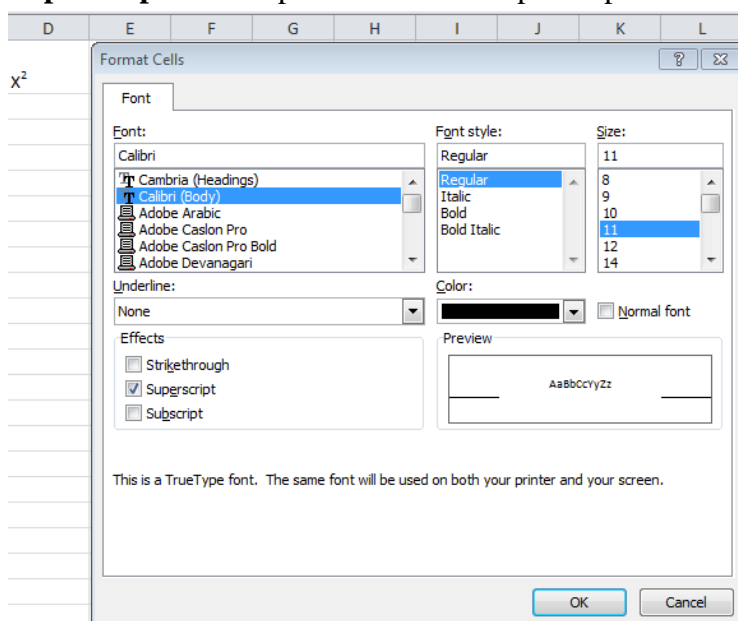 D E F G H I J K L
Format Cells
X²
Font
Font: Font style: Size:
Calibri Regular 11
Cambria (Headings) Regular 8
Calibri (Body) Italic 9
Adobe Arabic Bold 10
Adobe Caslon Pro Bold Italic 11
Adobe Caslon Pro Bold 12
Adobe Devanagari 14
Underline: Color:
None Normal font
Effects Preview
Strikethrough
Superscript AaBbCcYyZz
Subscript
This is a TrueType font.  The same font will be used on both your printer and your screen.
OK Cancel